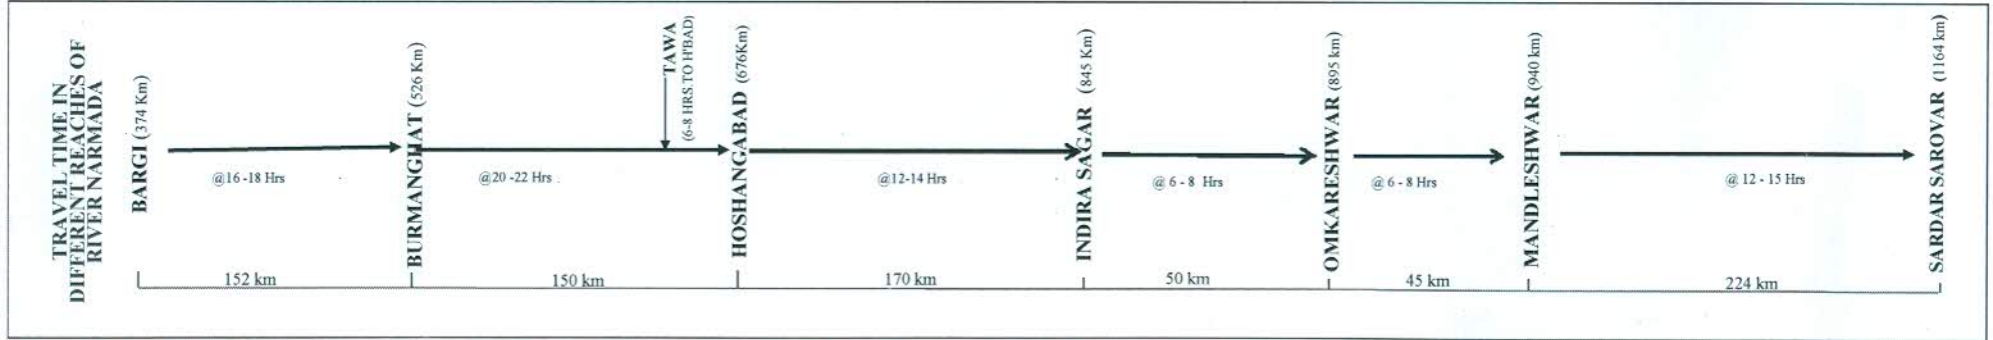 TRAVEL TIME IN
DIFFERENT REACHES OF
RIVER NARMADA
BARGI (374 Km)
@16 -18 Hrs
BURMANGHAT (526 Km)
@20 -22 Hrs
TAWA
(6-8 HRS.TO H'BAD)
HOSHANGABAD (676Km)
@12-14 Hrs
INDIRA SAGAR (845 Km)
@ 6 - 8 Hrs
OMKARESHWAR (895 km)
@ 6 - 8 Hrs
MANDLESHWAR (940 km)
@ 12 - 15 Hrs
SARDAR SAROVAR (1164 km)
152 km
150 km
170 km
50 km
45 km
224 km